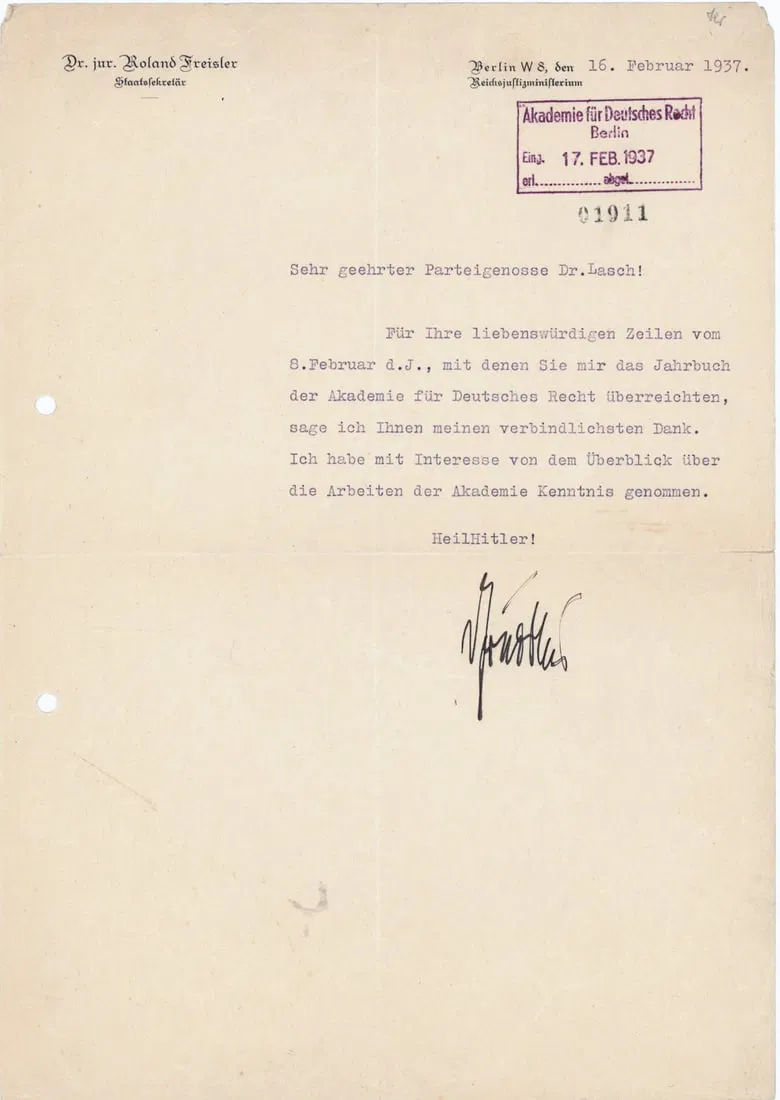 Dr. jur. Roland Freisler
Staatssekretär
Berlin W 8, den 16. Februar 1937.
Reichsjustizministerium
Akademie für Deutsches Recht
Berlin
Eing. 17. FEB. 1937
erl.............. abgel...............
01911
Sehr geehrter Parteigenosse Dr.Lasch!
Für Ihre liebenswürdigen Zeilen vom
8.Februar d.J., mit denen Sie mir das Jahrbuch
der Akademie für Deutsches Recht überreichten,
sage ich Ihnen meinen verbindlichsten Dank.
Ich habe mit Interesse von dem Überblick über
die Arbeiten der Akademie Kenntnis genommen.
HeilHitler!